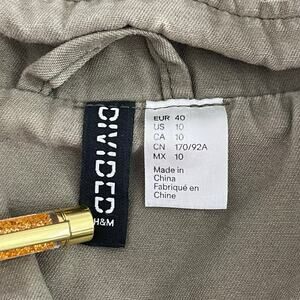 DIVIDED
H&M
EUR 40
US 10
CA 10
CN 170/92A
MX 10
Made in
China
Fabriqué en
Chine